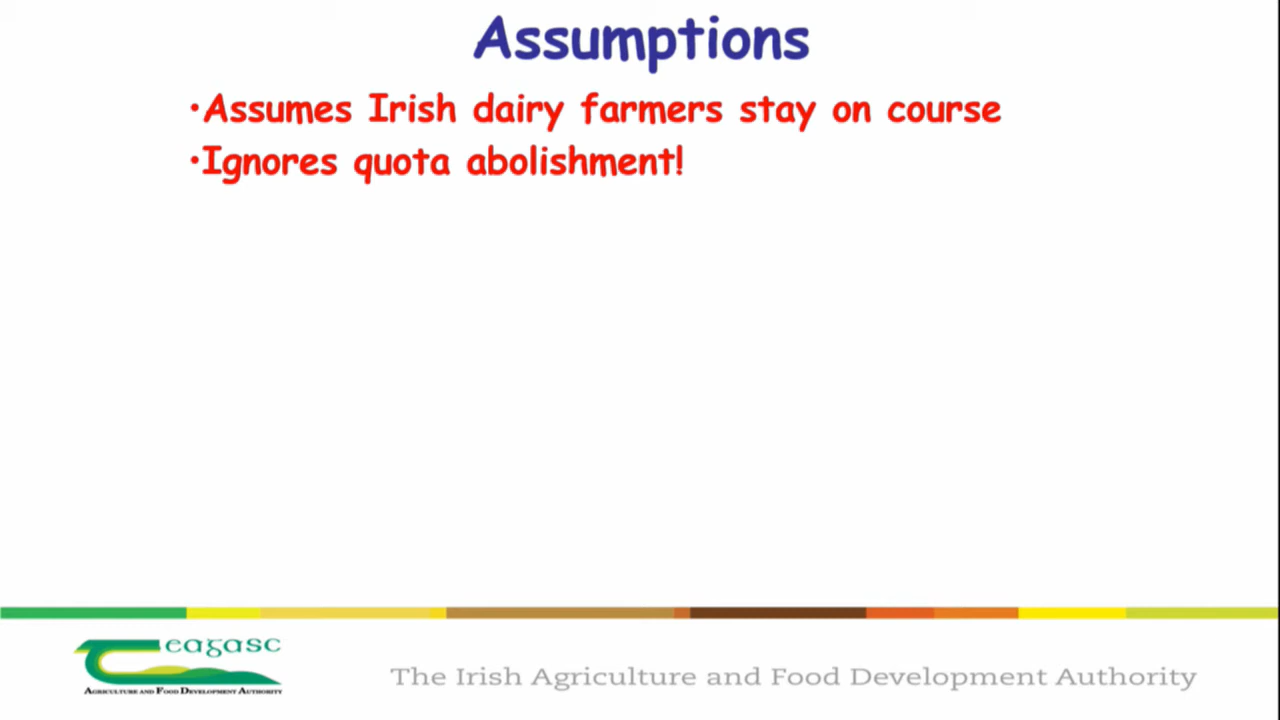 Assumptions
•Assumes Irish dairy farmers stay on course
•Ignores quota abolishment!
Teagasc
AGRICULTURE AND FOOD DEVELOPMENT AUTHORITY
The Irish Agriculture and Food Development Authority